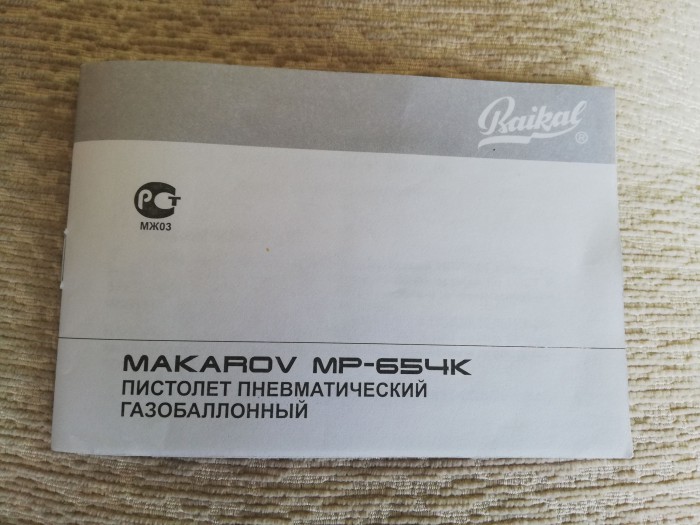 Baikal
®
РСТ
МЖ03
MAKAROV MP-654K
ПИСТОЛЕТ ПНЕВМАТИЧЕСКИЙ
ГАЗОБАЛЛОННЫЙ